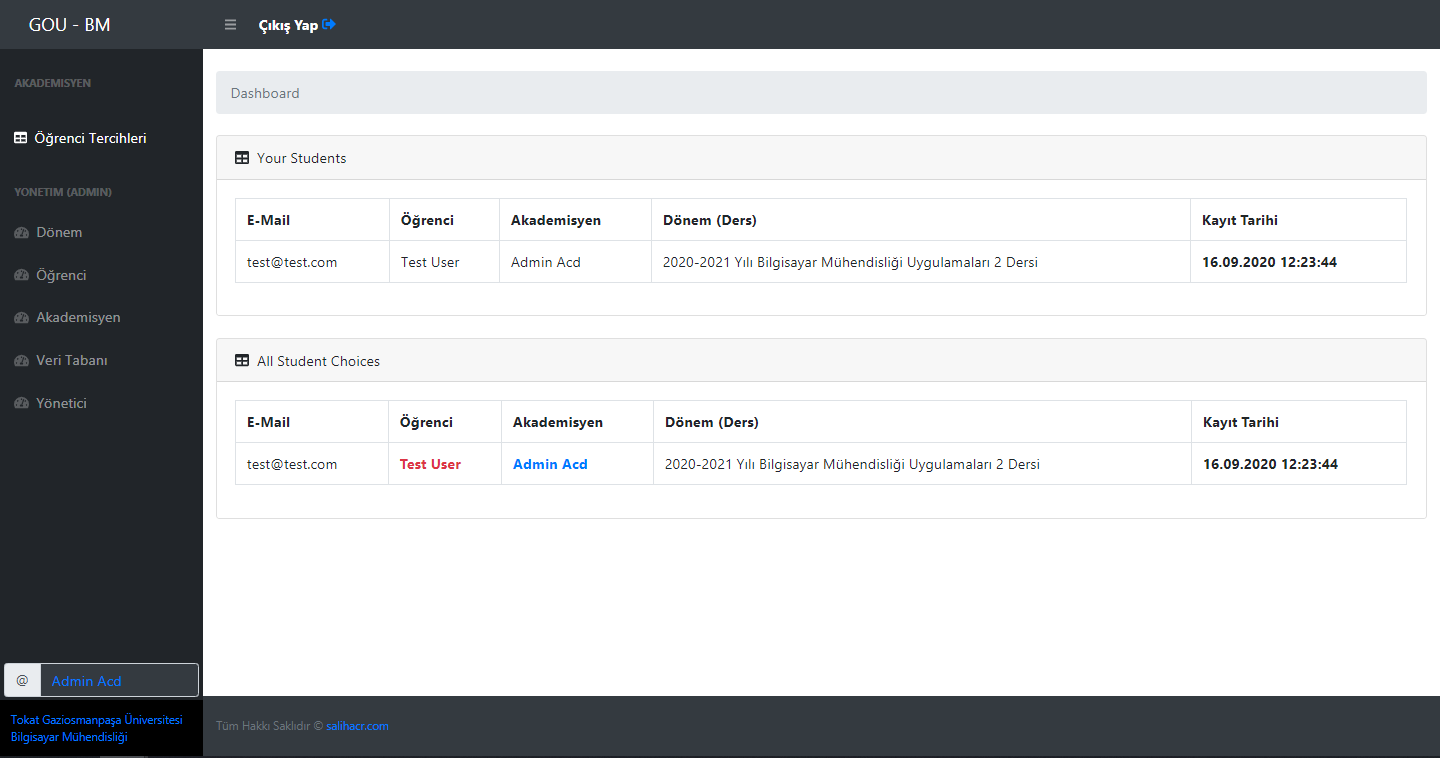 GOU - BM
Çıkış Yap
AKADEMISYEN
Öğrenci Tercihleri
YONETIM (ADMIN)
Dönem
Öğrenci
Akademisyen
Veri Tabanı
Yönetici
@ Admin Acd
Tokat Gaziosmanpaşa Üniversitesi
Bilgisayar Mühendisliği
Dashboard
Your Students
E-Mail Öğrenci Akademisyen Dönem (Ders) Kayıt Tarihi
test@test.com Test User Admin Acd 2020-2021 Yılı Bilgisayar Mühendisliği Uygulamaları 2 Dersi 16.09.2020 12:23:44
All Student Choices
E-Mail Öğrenci Akademisyen Dönem (Ders) Kayıt Tarihi
test@test.com Test User Admin Acd 2020-2021 Yılı Bilgisayar Mühendisliği Uygulamaları 2 Dersi 16.09.2020 12:23:44
Tüm Hakkı Saklıdır © salihacr.com